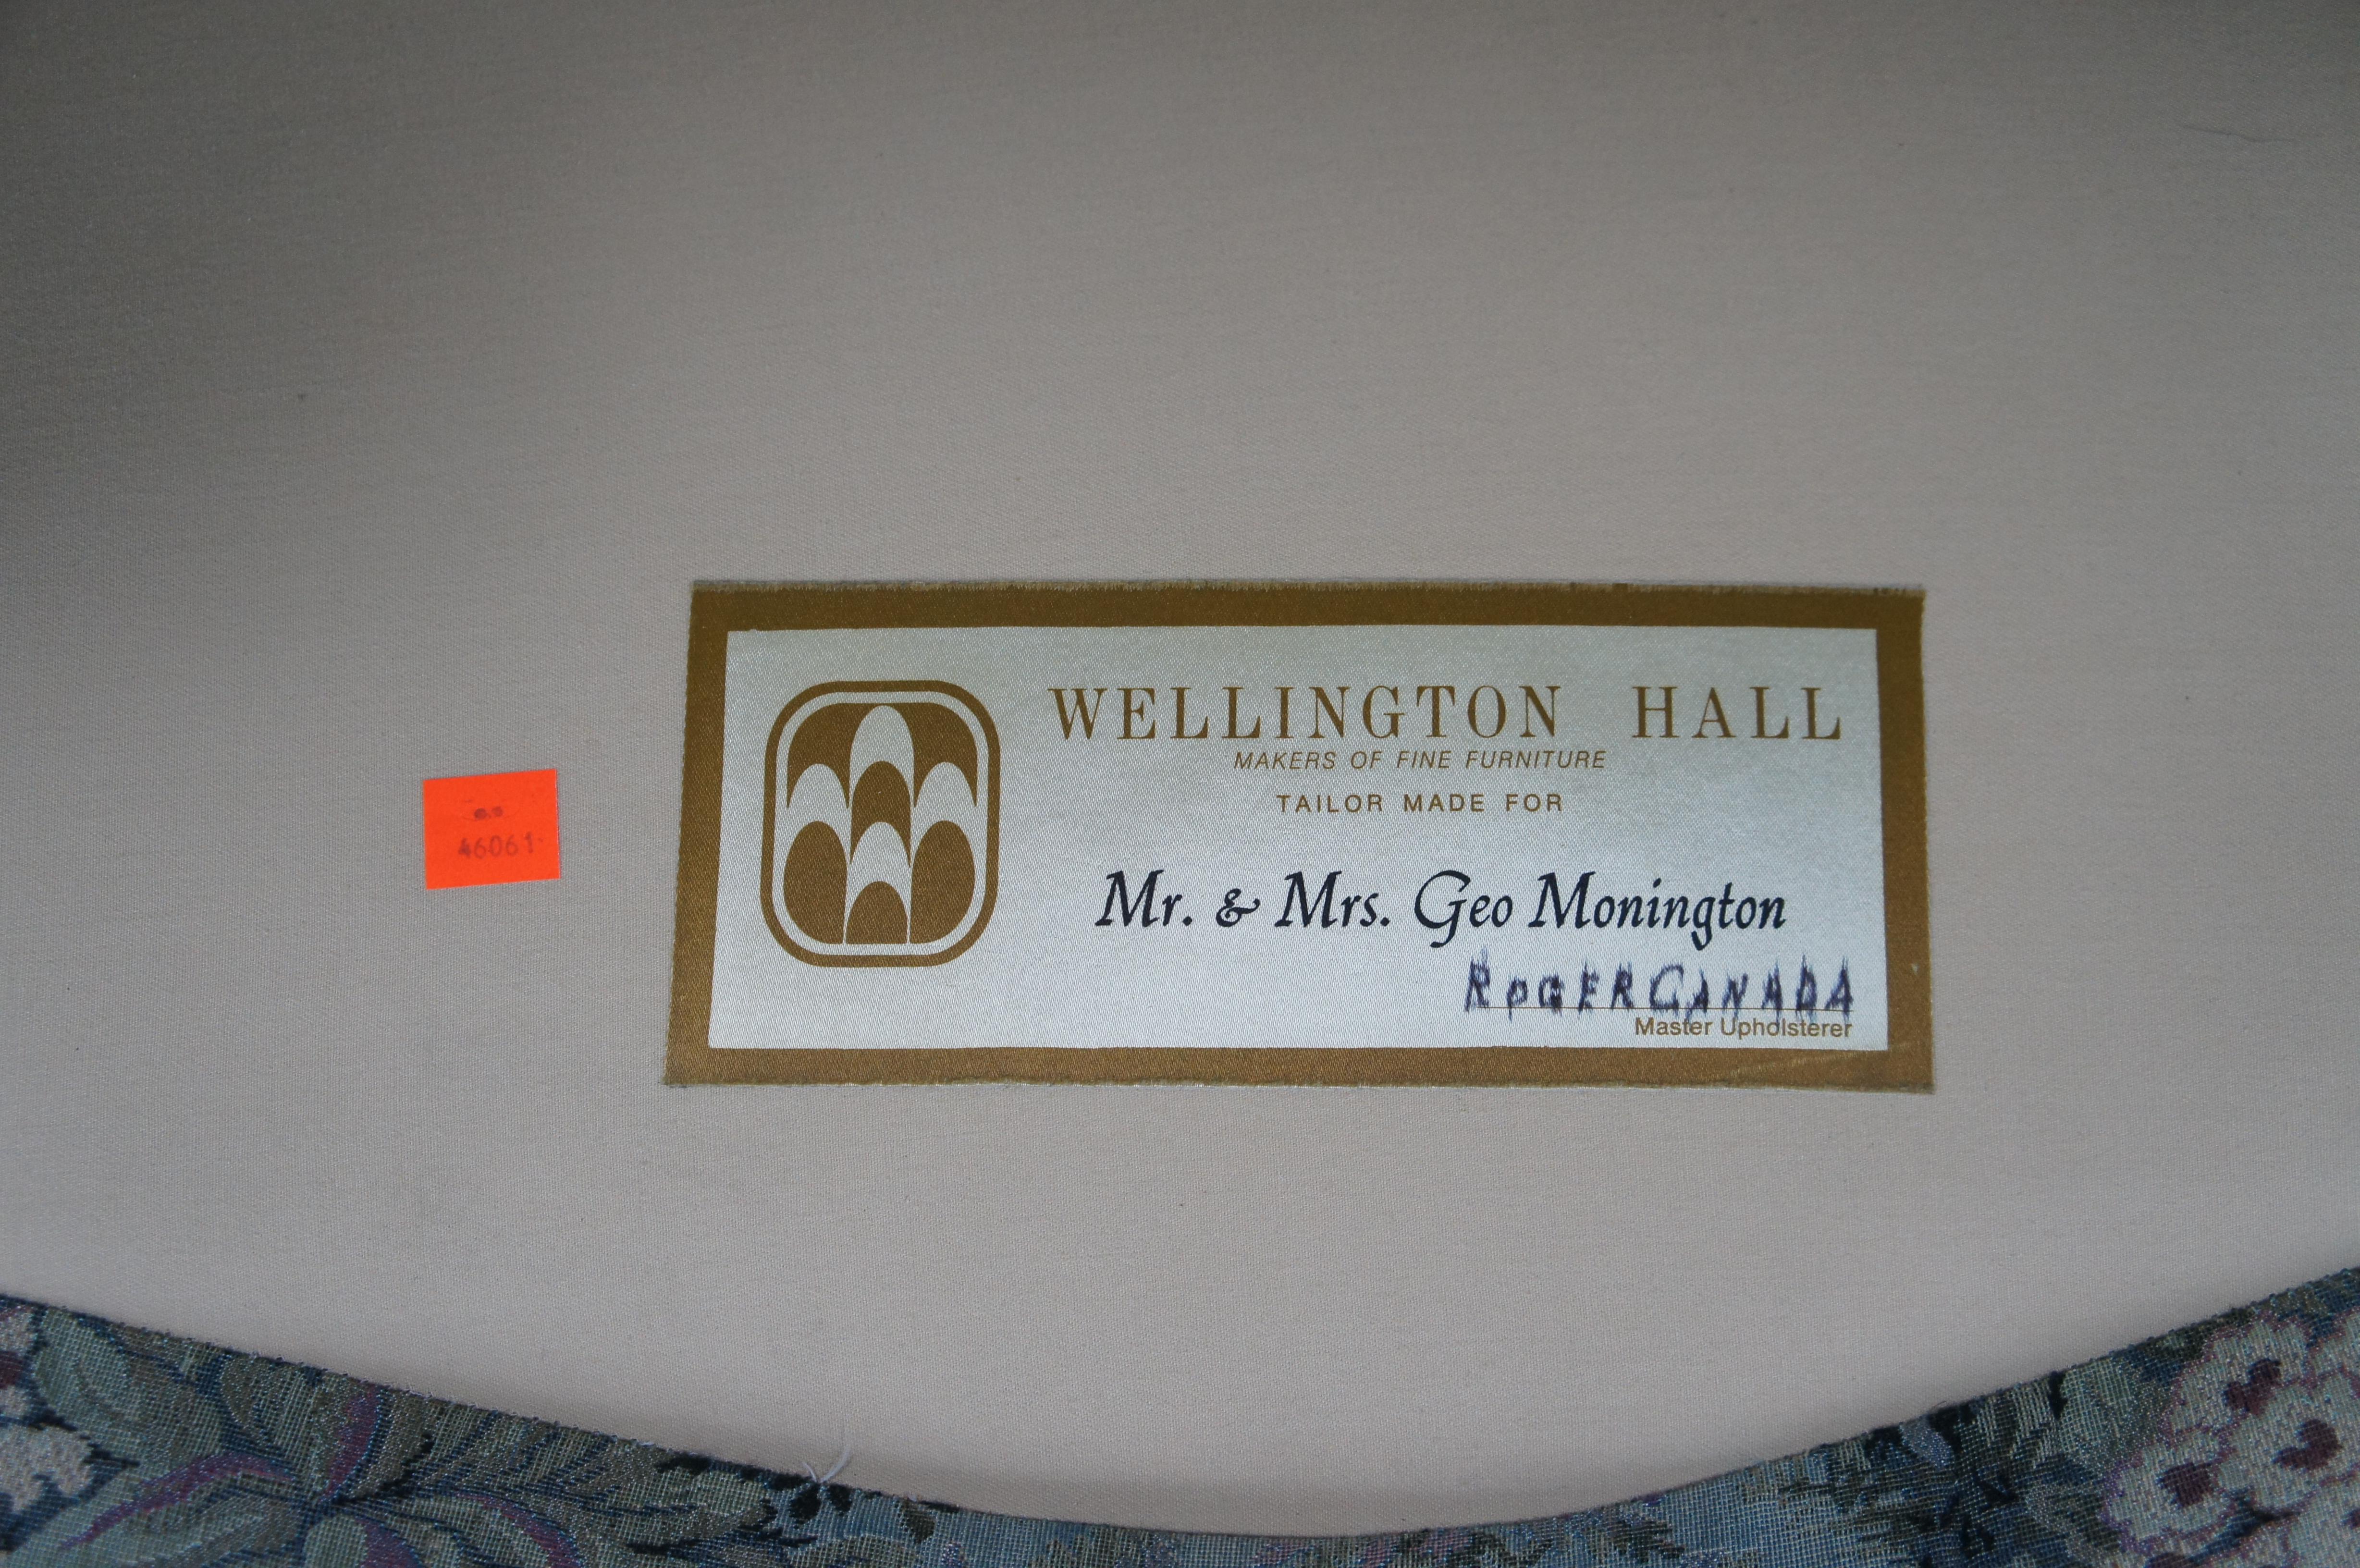 46061
WELLINGTON HALL
MAKERS OF FINE FURNITURE
TAILOR MADE FOR
Mr. & Mrs. Geo Monington
ROGER CANADA
Master Upholsterer